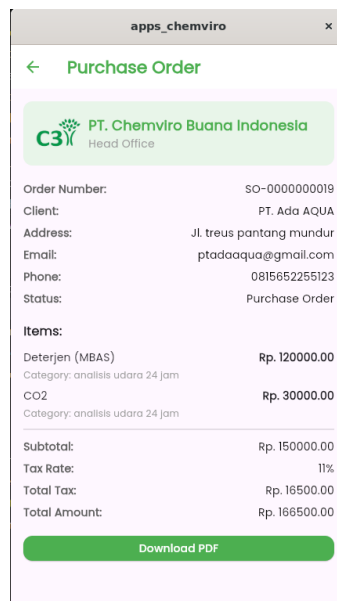 apps_chemviro ×
← Purchase Order
C3 PT. Chemviro Buana Indonesia
Head Office
Order Number: SO-0000000019
Client: PT. Ada AQUA
Address: Jl. treus pantang mundur
Email: ptadaaqua@gmail.com
Phone: 0815652255123
Status: Purchase Order
Items:
Deterjen (MBAS) Rp. 120000.00
Category: analisis udara 24 jam
CO2 Rp. 30000.00
Category: analisis udara 24 jam
Subtotal: Rp. 150000.00
Tax Rate: 11%
Total Tax: Rp. 16500.00
Total Amount: Rp. 166500.00
Download PDF